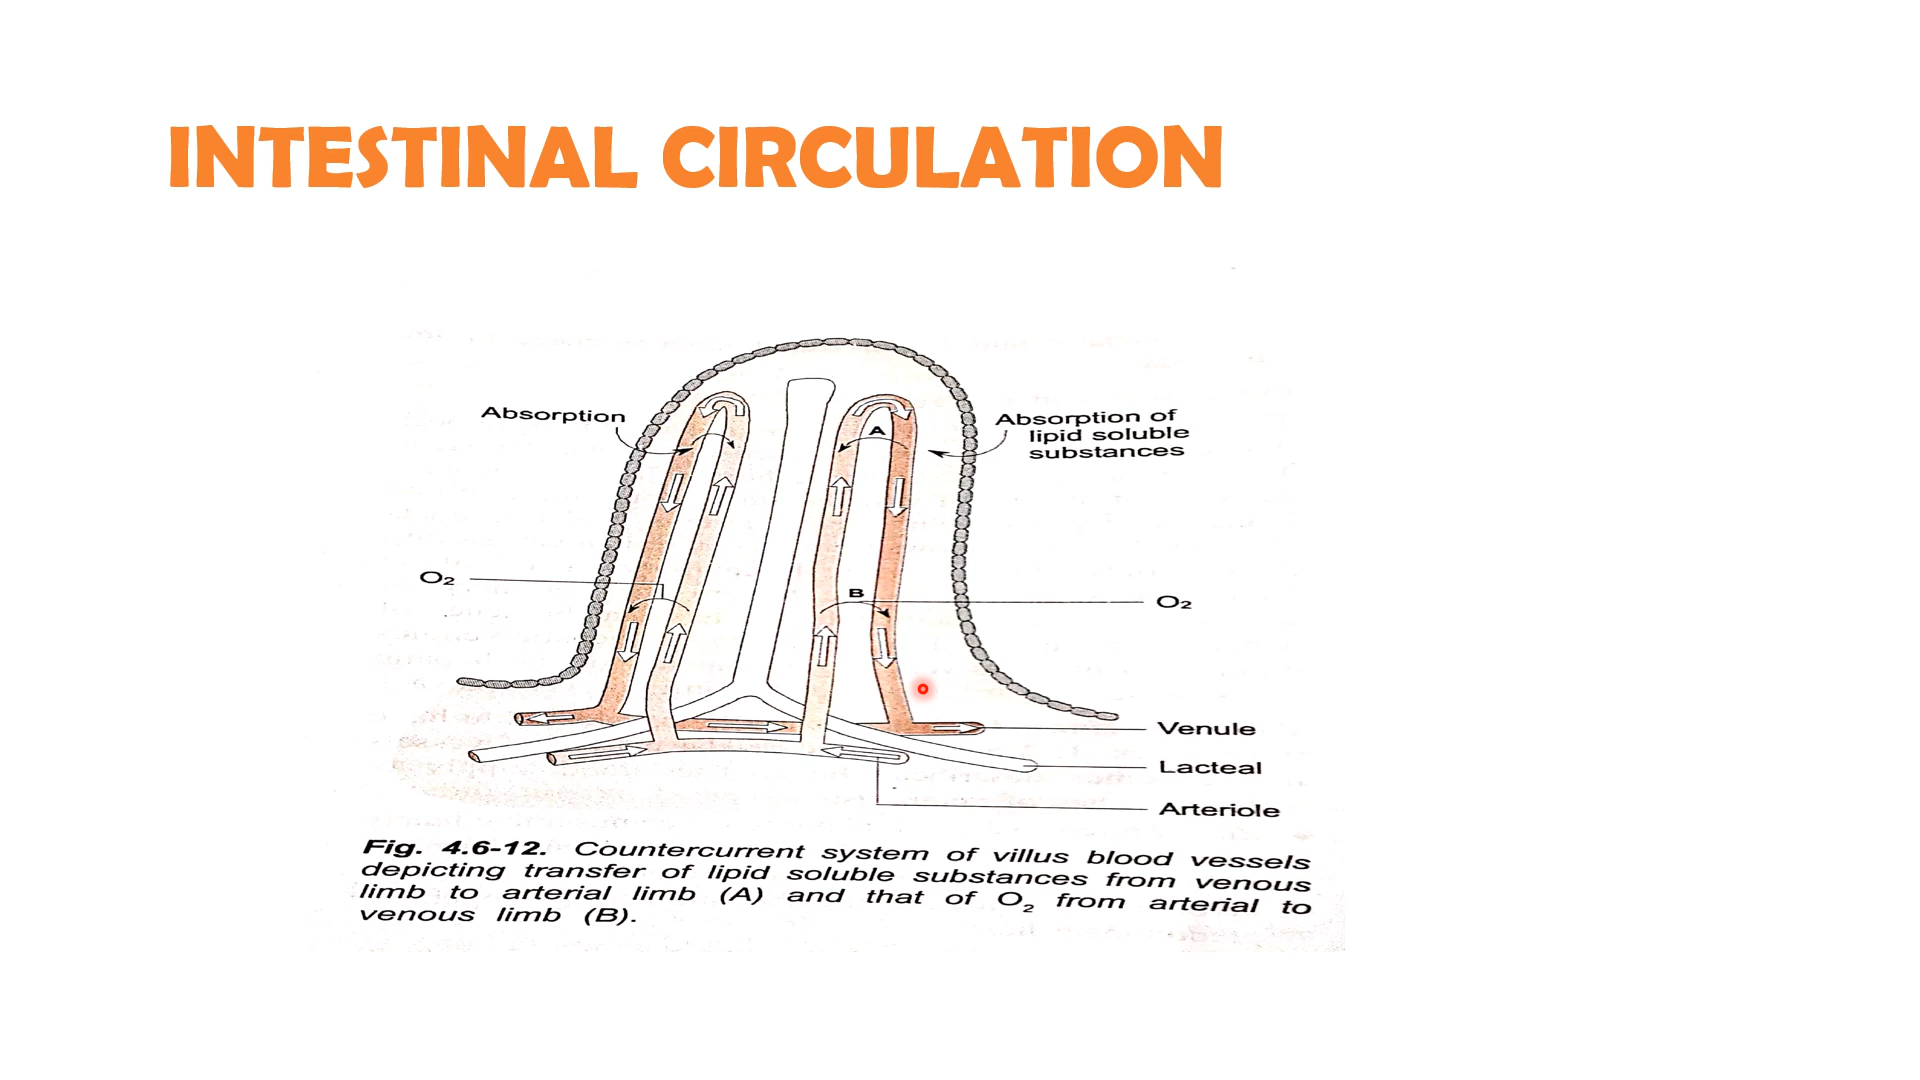 INTESTINAL CIRCULATION
Absorption
Absorption of
lipid soluble
substances
A
O₂
B
O₂
Venule
Lacteal
Arteriole
Fig. 4.6-12. Countercurrent system of villus blood vessels
depicting transfer of lipid soluble substances from venous
limb to arterial limb (A) and that of O₂ from arterial to
venous limb (B).